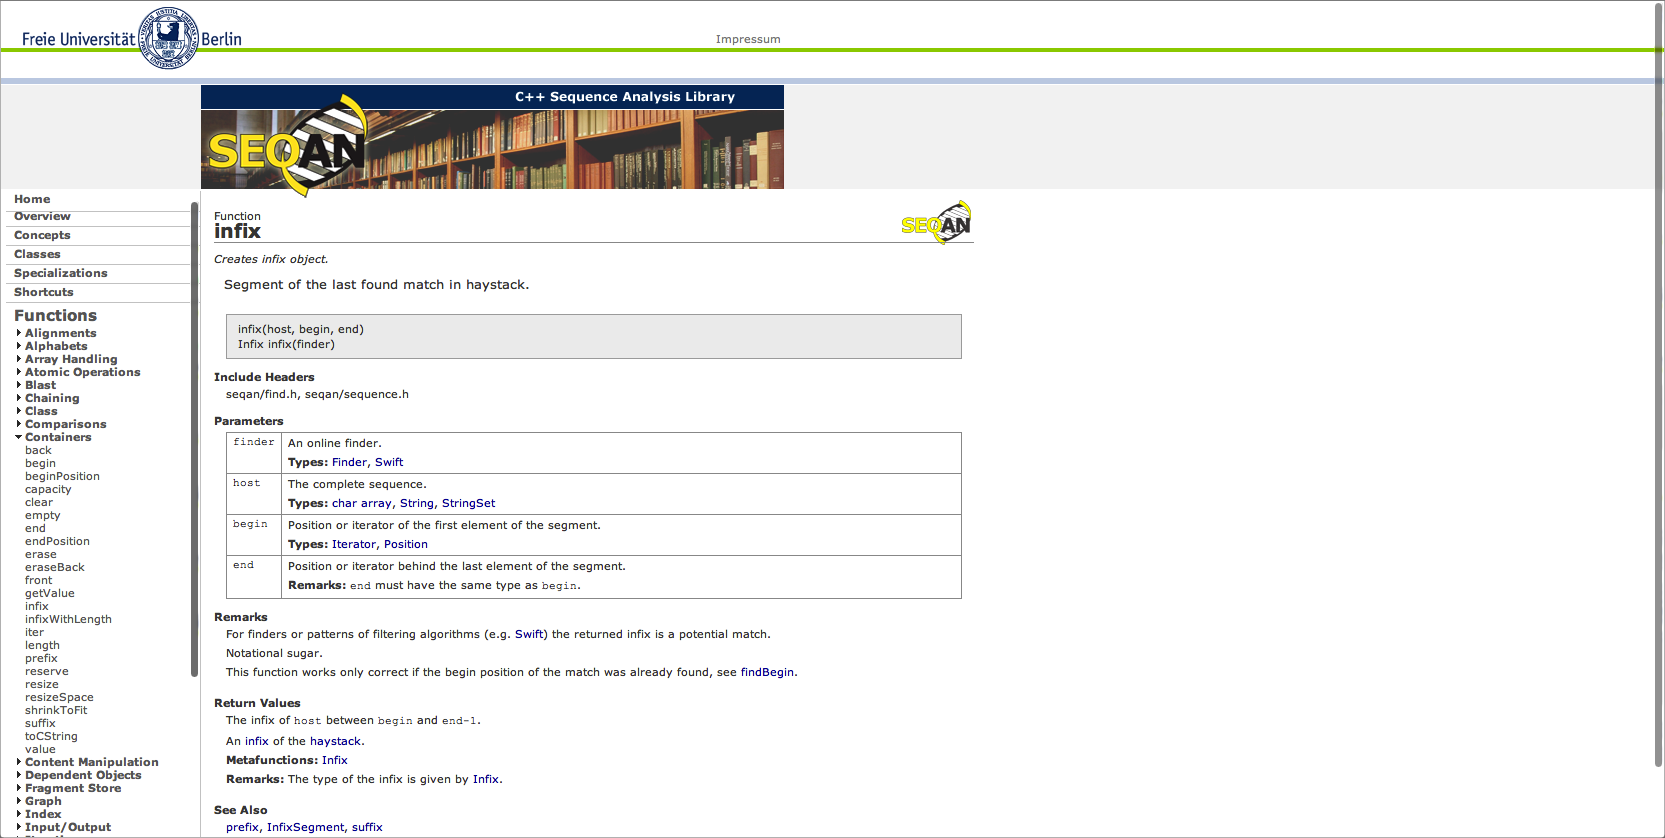 Freie Universität Berlin
Impressum
C++ Sequence Analysis Library
SEQAN
Home
Overview
Concepts
Classes
Specializations
Shortcuts
Functions
Alignments
Alphabets
Array Handling
Atomic Operations
Blast
Chaining
Class
Comparisons
Containers
back
begin
beginPosition
capacity
clear
empty
end
endPosition
erase
eraseBack
front
getValue
infix
infixWithLength
iter
length
prefix
reserve
resize
resizeSpace
shrinkToFit
suffix
toCString
value
Content Manipulation
Dependent Objects
Fragment Store
Graph
Index
Input/Output
Function
infix
SEQAN
Creates infix object.
Segment of the last found match in haystack.
infix(host, begin, end)
Infix infix(finder)
Include Headers
seqan/find.h, seqan/sequence.h
Parameters
finder An online finder.
Types: Finder, Swift
host The complete sequence.
Types: char array, String, StringSet
begin Position or iterator of the first element of the segment.
Types: Iterator, Position
end Position or iterator behind the last element of the segment.
Remarks: end must have the same type as begin.
Remarks
For finders or patterns of filtering algorithms (e.g. Swift) the returned infix is a potential match.
Notational sugar.
This function works only correct if the begin position of the match was already found, see findBegin.
Return Values
The infix of host between begin and end-1.
An infix of the haystack.
Metafunctions: Infix
Remarks: The type of the infix is given by Infix.
See Also
prefix, InfixSegment, suffix